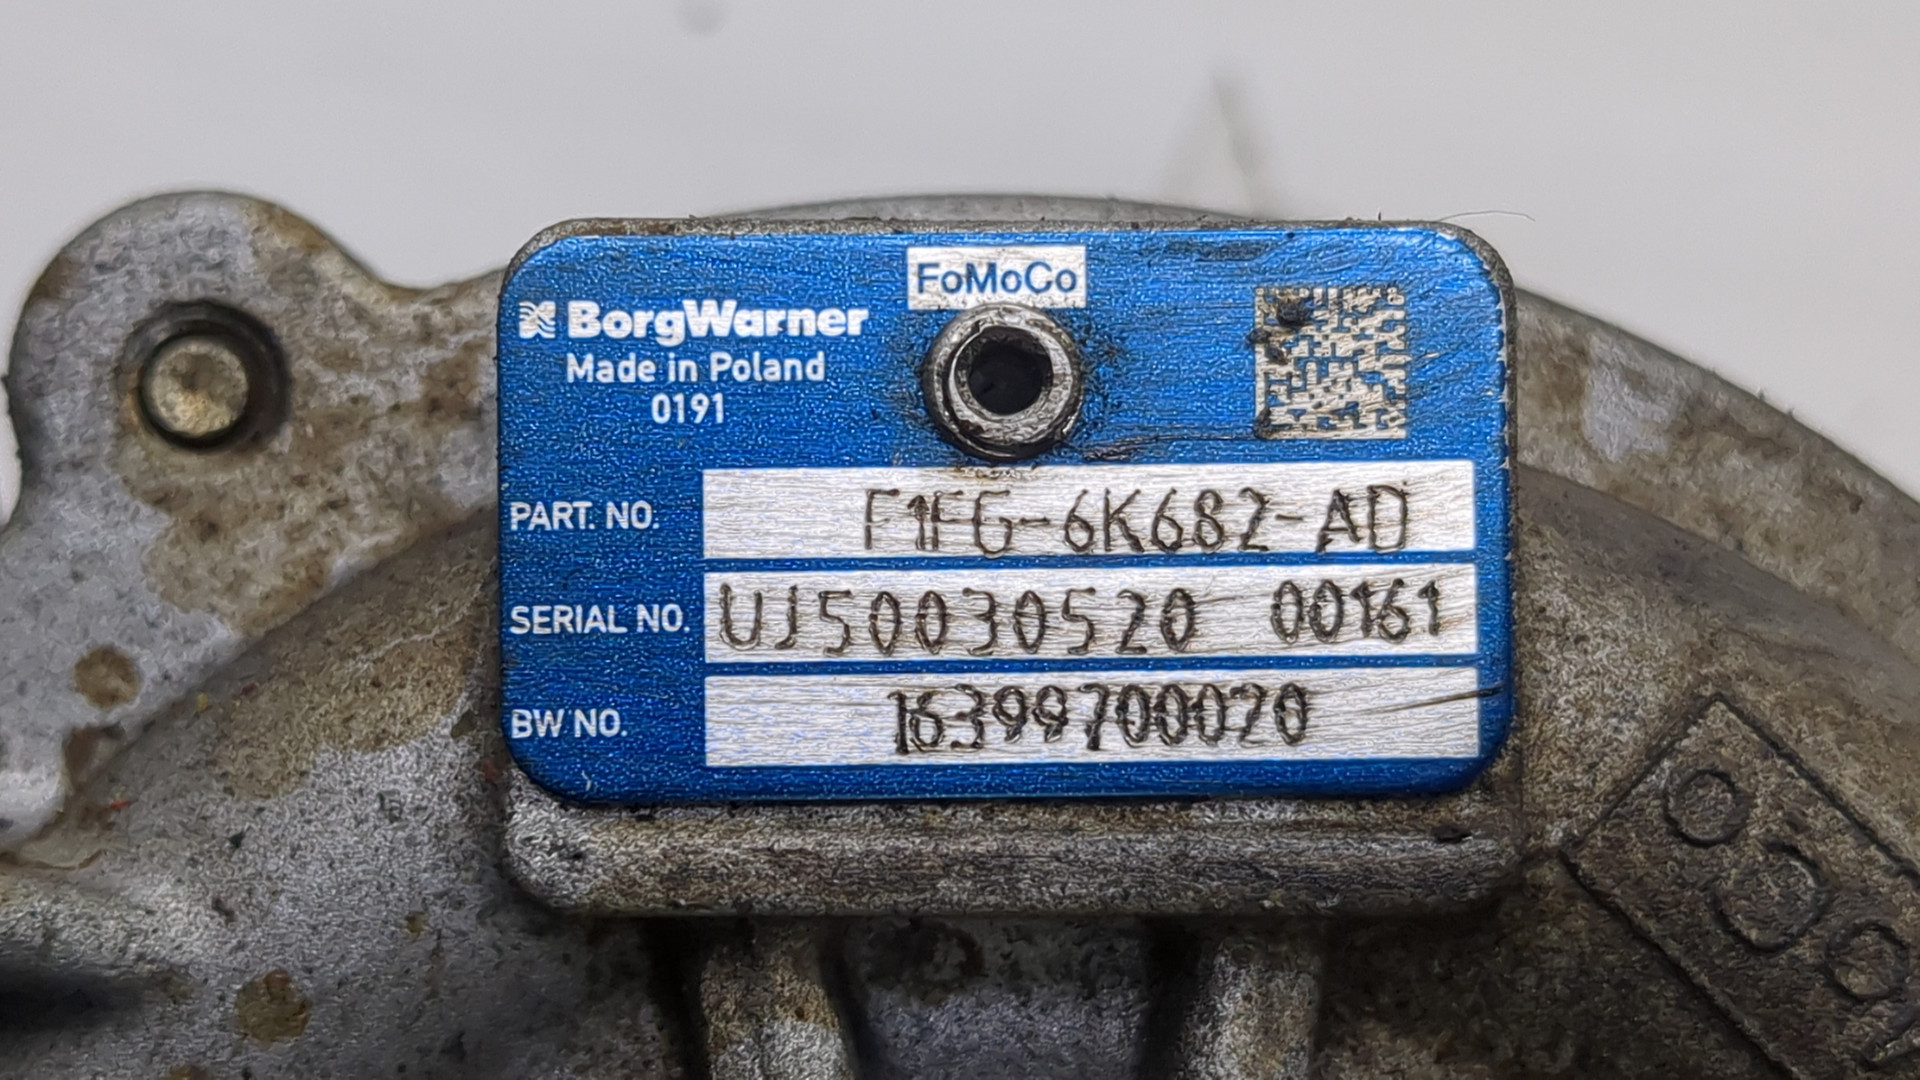 FoMoCo
BorgWarner
Made in Poland
0191
PART. NO. F1FG-6K682-AD
SERIAL NO. UJ50030520 00161
BW NO. 16399700020